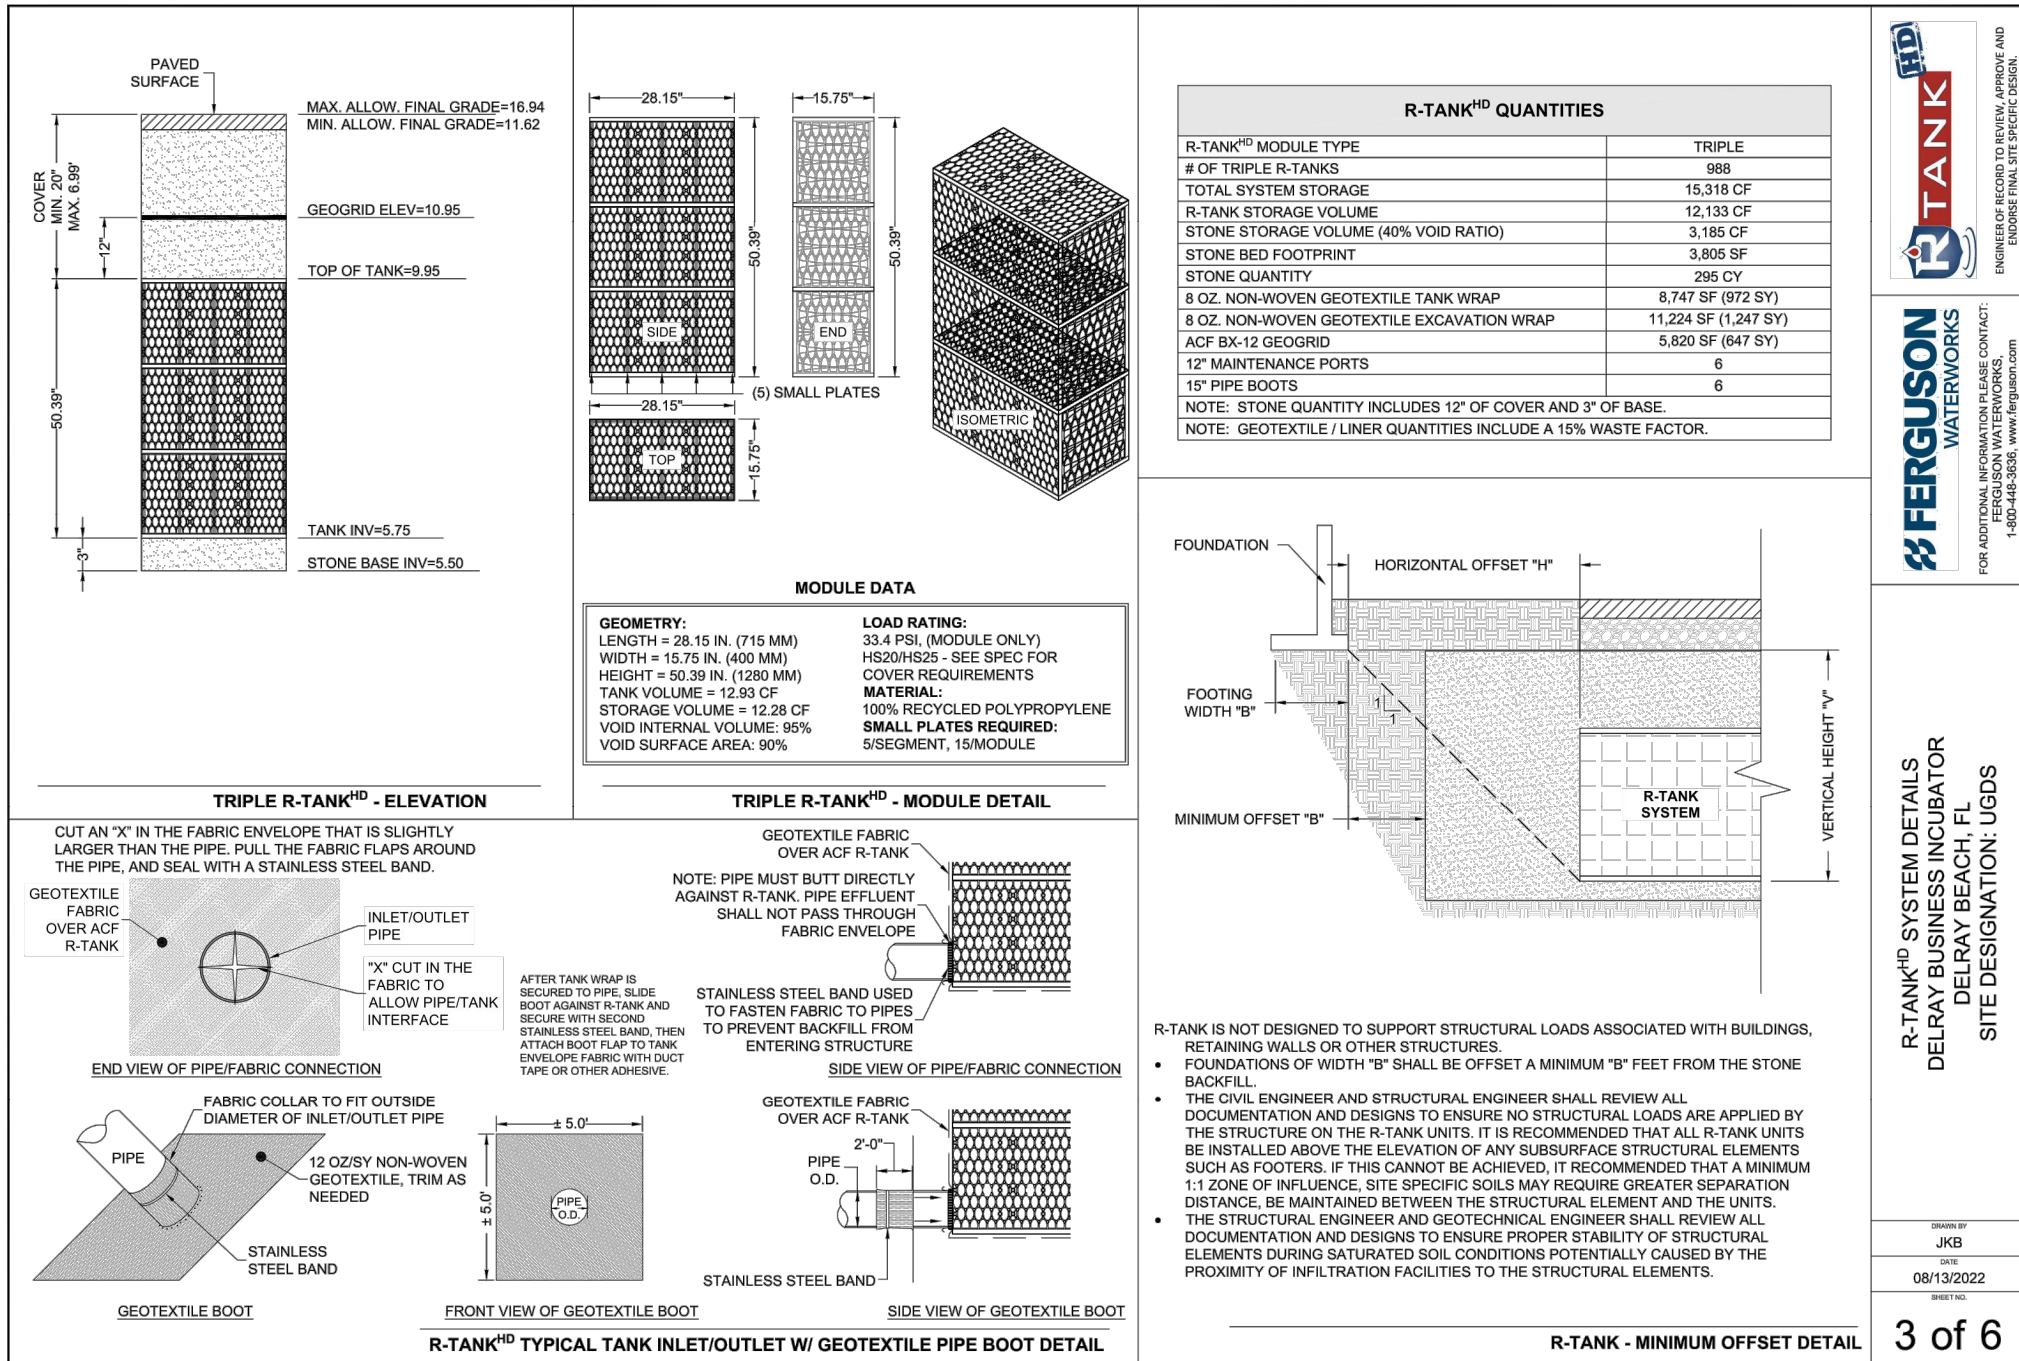 PAVED
SURFACE
MAX. ALLOW. FINAL GRADE=16.94
MIN. ALLOW. FINAL GRADE=11.62
COVER
MIN. 20"
MAX. 6.99'
12"
GEOGRID ELEV=10.95
TOP OF TANK=9.95
50.39"
TANK INV=5.75
3"
STONE BASE INV=5.50
TRIPLE R-TANKHD - ELEVATION
28.15"
15.75"
50.39"
50.39"
SIDE
END
(5) SMALL PLATES
28.15"
TOP
15.75"
ISOMETRIC
MODULE DATA
GEOMETRY:
LENGTH = 28.15 IN. (715 MM)
WIDTH = 15.75 IN. (400 MM)
HEIGHT = 50.39 IN. (1280 MM)
TANK VOLUME = 12.93 CF
STORAGE VOLUME = 12.28 CF
VOID INTERNAL VOLUME: 95%
VOID SURFACE AREA: 90%
LOAD RATING:
33.4 PSI, (MODULE ONLY)
HS20/HS25 - SEE SPEC FOR
COVER REQUIREMENTS
MATERIAL:
100% RECYCLED POLYPROPYLENE
SMALL PLATES REQUIRED:
5/SEGMENT, 15/MODULE
TRIPLE R-TANKHD - MODULE DETAIL
R-TANKHD QUANTITIES
R-TANKHD MODULE TYPE TRIPLE
# OF TRIPLE R-TANKS 988
TOTAL SYSTEM STORAGE 15,318 CF
R-TANK STORAGE VOLUME 12,133 CF
STONE STORAGE VOLUME (40% VOID RATIO) 3,185 CF
STONE BED FOOTPRINT 3,805 SF
STONE QUANTITY 295 CY
8 OZ. NON-WOVEN GEOTEXTILE TANK WRAP 8,747 SF (972 SY)
8 OZ. NON-WOVEN GEOTEXTILE EXCAVATION WRAP 11,224 SF (1,247 SY)
ACF BX-12 GEOGRID 5,820 SF (647 SY)
12" MAINTENANCE PORTS 6
15" PIPE BOOTS 6
NOTE: STONE QUANTITY INCLUDES 12" OF COVER AND 3" OF BASE.
NOTE: GEOTEXTILE / LINER QUANTITIES INCLUDE A 15% WASTE FACTOR.
FOUNDATION
HORIZONTAL OFFSET "H"
FOOTING
WIDTH "B"
1
1
MINIMUM OFFSET "B"
R-TANK
SYSTEM
VERTICAL HEIGHT "V"
R-TANK IS NOT DESIGNED TO SUPPORT STRUCTURAL LOADS ASSOCIATED WITH BUILDINGS,
RETAINING WALLS OR OTHER STRUCTURES.
• FOUNDATIONS OF WIDTH "B" SHALL BE OFFSET A MINIMUM "B" FEET FROM THE STONE
BACKFILL.
• THE CIVIL ENGINEER AND STRUCTURAL ENGINEER SHALL REVIEW ALL
DOCUMENTATION AND DESIGNS TO ENSURE NO STRUCTURAL LOADS ARE APPLIED BY
THE STRUCTURE ON THE R-TANK UNITS. IT IS RECOMMENDED THAT ALL R-TANK UNITS
BE INSTALLED ABOVE THE ELEVATION OF ANY SUBSURFACE STRUCTURAL ELEMENTS
SUCH AS FOOTERS. IF THIS CANNOT BE ACHIEVED, IT RECOMMENDED THAT A MINIMUM
1:1 ZONE OF INFLUENCE, SITE SPECIFIC SOILS MAY REQUIRE GREATER SEPARATION
DISTANCE, BE MAINTAINED BETWEEN THE STRUCTURAL ELEMENT AND THE UNITS.
• THE STRUCTURAL ENGINEER AND GEOTECHNICAL ENGINEER SHALL REVIEW ALL
DOCUMENTATION AND DESIGNS TO ENSURE PROPER STABILITY OF STRUCTURAL
ELEMENTS DURING SATURATED SOIL CONDITIONS POTENTIALLY CAUSED BY THE
PROXIMITY OF INFILTRATION FACILITIES TO THE STRUCTURAL ELEMENTS.
R-TANK - MINIMUM OFFSET DETAIL
CUT AN "X" IN THE FABRIC ENVELOPE THAT IS SLIGHTLY
LARGER THAN THE PIPE. PULL THE FABRIC FLAPS AROUND
THE PIPE, AND SEAL WITH A STAINLESS STEEL BAND.
GEOTEXTILE
FABRIC
OVER ACF
R-TANK
INLET/OUTLET
PIPE
"X" CUT IN THE
FABRIC TO
ALLOW PIPE/TANK
INTERFACE
END VIEW OF PIPE/FABRIC CONNECTION
AFTER TANK WRAP IS
SECURED TO PIPE, SLIDE
BOOT AGAINST R-TANK AND
SECURE WITH SECOND
STAINLESS STEEL BAND, THEN
ATTACH BOOT FLAP TO TANK
ENVELOPE FABRIC WITH DUCT
TAPE OR OTHER ADHESIVE.
GEOTEXTILE FABRIC
OVER ACF R-TANK
NOTE: PIPE MUST BUTT DIRECTLY
AGAINST R-TANK. PIPE EFFLUENT
SHALL NOT PASS THROUGH
FABRIC ENVELOPE
STAINLESS STEEL BAND USED
TO FASTEN FABRIC TO PIPES
TO PREVENT BACKFILL FROM
ENTERING STRUCTURE
SIDE VIEW OF PIPE/FABRIC CONNECTION
FABRIC COLLAR TO FIT OUTSIDE
DIAMETER OF INLET/OUTLET PIPE
PIPE
12 OZ/SY NON-WOVEN
GEOTEXTILE, TRIM AS
NEEDED
STAINLESS
STEEL BAND
GEOTEXTILE BOOT
± 5.0'
± 5.0'
PIPE
O.D.
FRONT VIEW OF GEOTEXTILE BOOT
GEOTEXTILE FABRIC
OVER ACF R-TANK
2'-0"
PIPE
O.D.
STAINLESS STEEL BAND
SIDE VIEW OF GEOTEXTILE BOOT
R-TANKHD TYPICAL TANK INLET/OUTLET W/ GEOTEXTILE PIPE BOOT DETAIL
R TANK HD
ENGINEER OF RECORD TO REVIEW, APPROVE AND
ENDORSE FINAL SITE SPECIFIC DESIGN.
FERGUSON
WATERWORKS
FOR ADDITIONAL INFORMATION PLEASE CONTACT:
FERGUSON WATERWORKS,
1-800-448-3636, www.ferguson.com
R-TANKHD SYSTEM DETAILS
DELRAY BUSINESS INCUBATOR
DELRAY BEACH, FL
SITE DESIGNATION: UGDS
DRAWN BY
JKB
DATE
08/13/2022
SHEET NO.
3 of 6